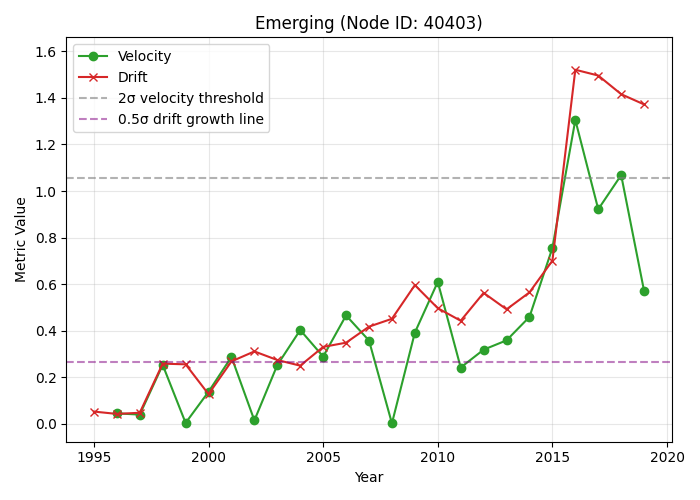 Emerging (Node ID: 40403)
Velocity
Drift
2σ velocity threshold
0.5σ drift growth line
Metric Value
1.6
1.4
1.2
1.0
0.8
0.6
0.4
0.2
0.0
1995 2000 2005 2010 2015 2020
Year